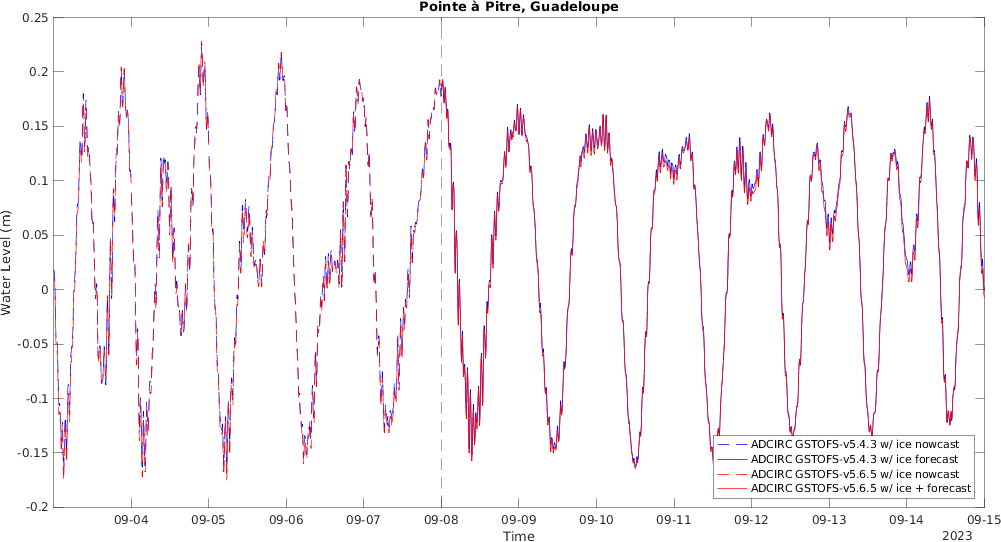 Pointe à Pitre, Guadeloupe
0.25
0.2
0.15
0.1
0.05
0
-0.05
-0.1
-0.15
-0.2
Water Level (m)
ADCIRC GSTOFS-v5.4.3 w/ ice nowcast
ADCIRC GSTOFS-v5.4.3 w/ ice forecast
ADCIRC GSTOFS-v5.6.5 w/ ice nowcast
ADCIRC GSTOFS-v5.6.5 w/ ice + forecast
09-04 09-05 09-06 09-07 09-08 09-09 09-10 09-11 09-12 09-13 09-14 09-15
Time
2023